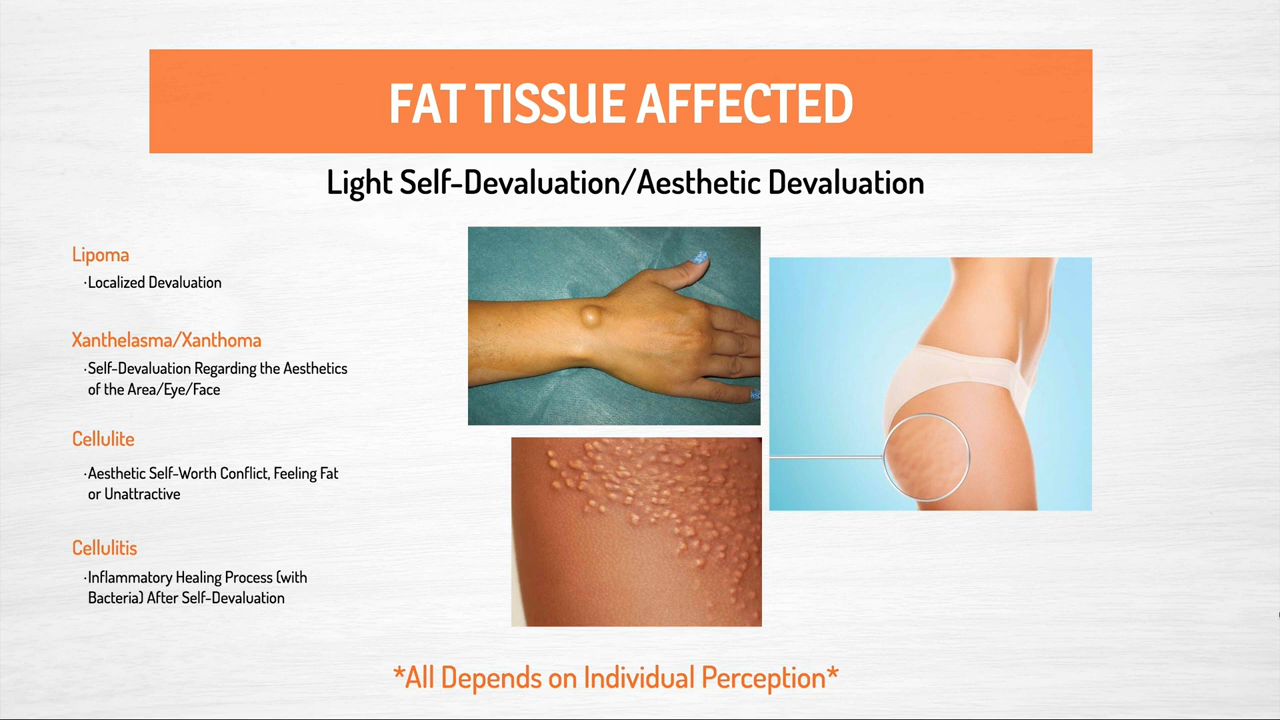 FAT TISSUE AFFECTED
Light Self-Devaluation/Aesthetic Devaluation
Lipoma
·Localized Devaluation
Xanthelasma/Xanthoma
·Self-Devaluation Regarding the Aesthetics
of the Area/Eye/Face
Cellulite
·Aesthetic Self-Worth Conflict, Feeling Fat
or Unattractive
Cellulitis
·Inflammatory Healing Process (with
Bacteria) After Self-Devaluation
*All Depends on Individual Perception*